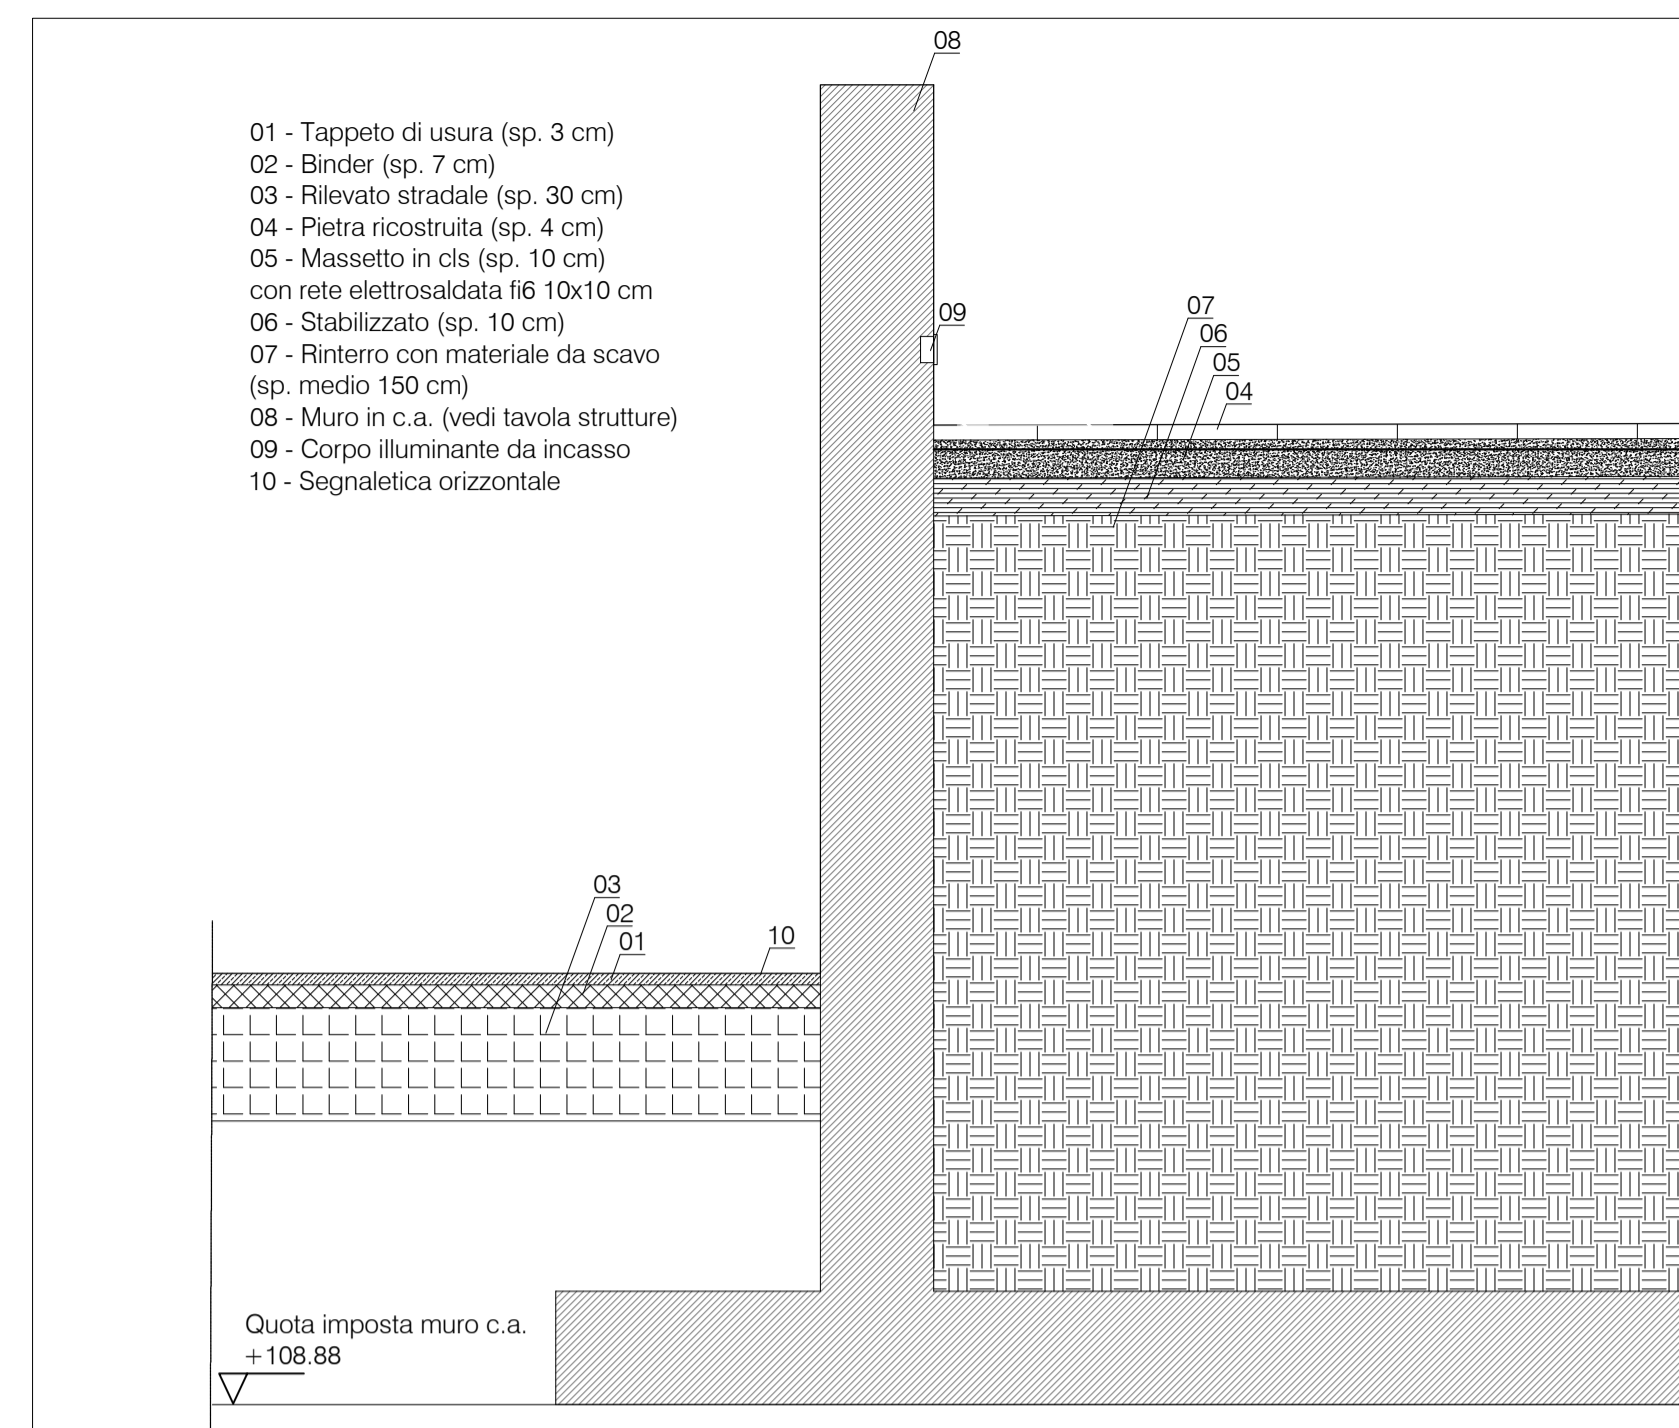 08
01 - Tappeto di usura (sp. 3 cm)
02 - Binder (sp. 7 cm)
03 - Rilevato stradale (sp. 30 cm)
04 - Pietra ricostruita (sp. 4 cm)
05 - Massetto in cls (sp. 10 cm)
con rete elettrosaldata fi6 10x10 cm
06 - Stabilizzato (sp. 10 cm)
07 - Rinterro con materiale da scavo
(sp. medio 150 cm)
08 - Muro in c.a. (vedi tavola strutture)
09 - Corpo illuminante da incasso
10 - Segnaletica orizzontale
09
07
06
05
04
03
02
01
10
Quota imposta muro c.a.
+108.88